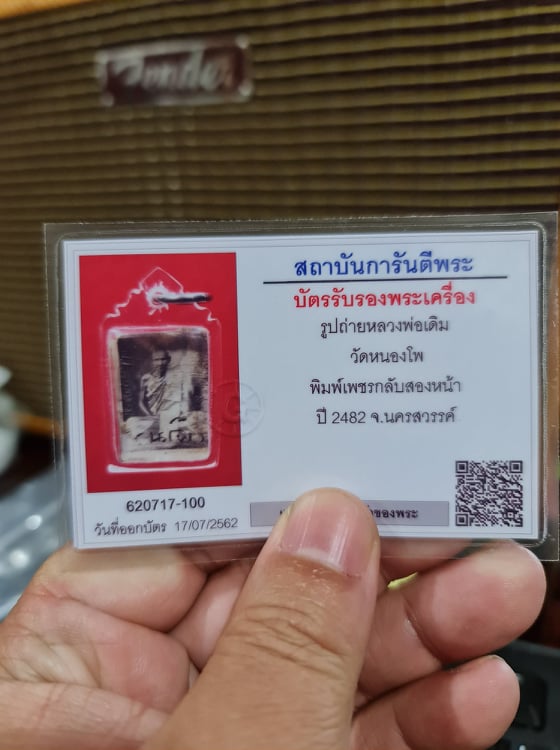 Fender
สถาบันการันตีพระ
บัตรรับรองพระเครื่อง
รูปถ่ายหลวงพ่อเดิม
วัดหนองโพ
พิมพ์เพชรกลับสองหน้า
ปี 2482 จ.นครสวรรค์
620717-100
วันที่ออกบัตร 17/07/2562
ของพระ